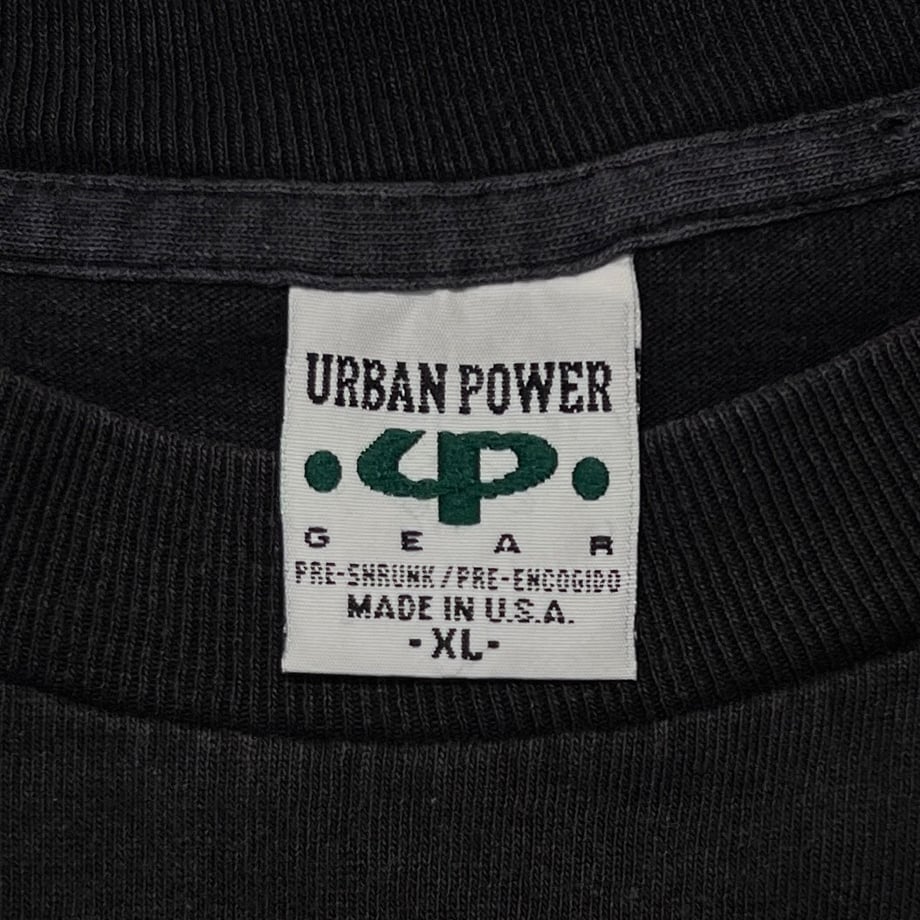 URBAN POWER
UP
GEAR
PRE-SHRUNK/PRE-ENCOGIDO
MADE IN U.S.A.
-XL-